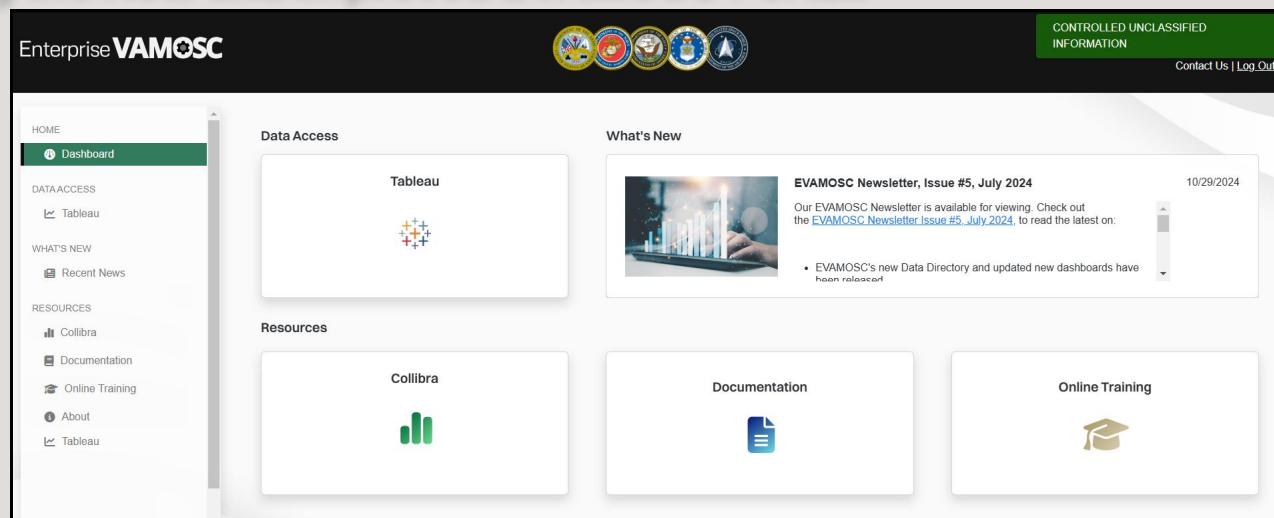 Enterprise VAMOSC
CONTROLLED UNCLASSIFIED
INFORMATION
Contact Us | Log Out
HOME
Dashboard
DATA ACCESS
Tableau
WHAT'S NEW
Recent News
RESOURCES
Collibra
Documentation
Online Training
About
Tableau
Data Access
Tableau
What's New
EVAMOSC Newsletter, Issue #5, July 2024
10/29/2024
Our EVAMOSC Newsletter is available for viewing. Check out
the EVAMOSC Newsletter Issue #5, July 2024, to read the latest on:
• EVAMOSC's new Data Directory and updated new dashboards have
been released
Resources
Collibra
Documentation
Online Training